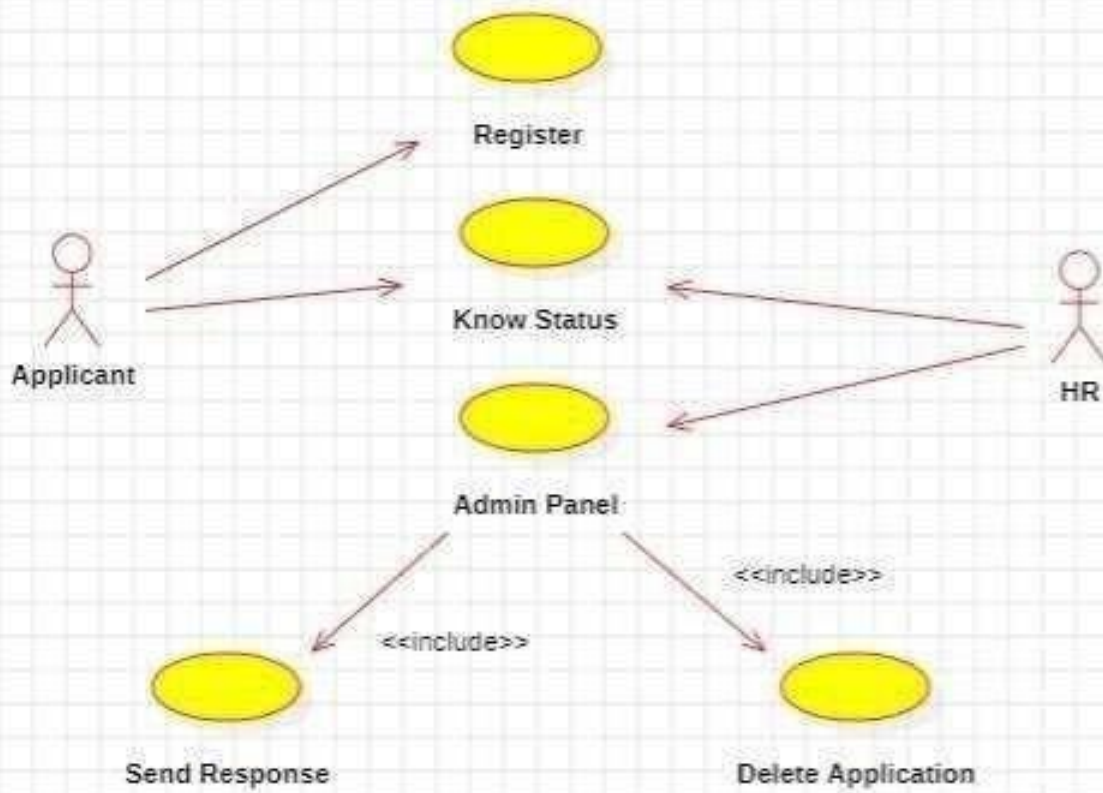 Register
Know Status
Applicant
HR
Admin Panel
<<include>>
<<include>>
Send Response
Delete Application